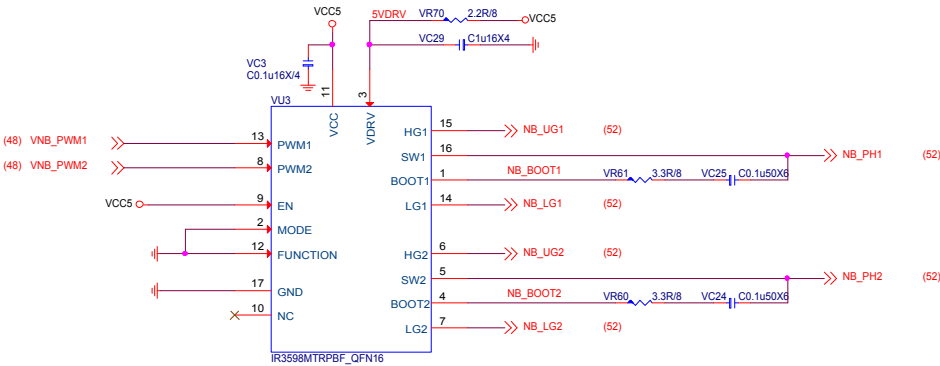 VCC5
5VDRV VR70 2.2R/8 VCC5
VC29 C1u16X4
VC3
C0.1u16X/4
11 3
VU3
VCC VDRV
(48) VNB_PWM1 13 PWM1
(48) VNB_PWM2 8 PWM2
VCC5 9 EN
2 MODE
12 FUNCTION
17 GND
10 NC
HG1 15 NB_UG1 (52)
SW1 16 NB_PH1 (52)
BOOT1 1 NB_BOOT1 VR61 3.3R/8 VC25 C0.1u50X6
LG1 14 NB_LG1 (52)
HG2 6 NB_UG2 (52)
SW2 5 NB_PH2 (52)
BOOT2 4 NB_BOOT2 VR60 3.3R/8 VC24 C0.1u50X6
LG2 7 NB_LG2 (52)
IR3598MTRPBF_QFN16